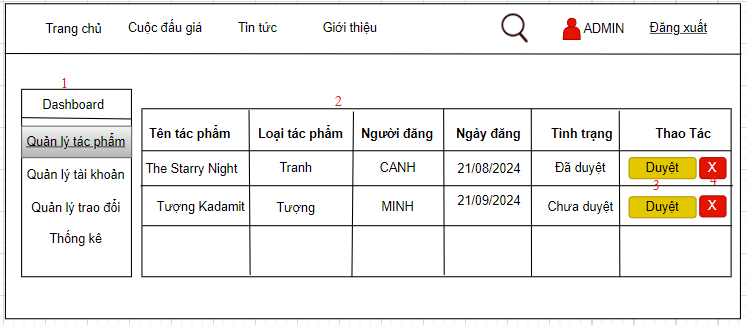 Trang chủ Cuộc đấu giá Tin tức Giới thiệu ADMIN Đăng xuất
1
Dashboard
Quản lý tác phẩm
Quản lý tài khoản
Quản lý trao đổi
Thống kê
2
Tên tác phẩm Loại tác phẩm Người đăng Ngày đăng Tình trạng Thao Tác
The Starry Night Tranh CANH 21/08/2024 Đã duyệt Duyệt X
3 4
Tượng Kadamit Tượng MINH 21/09/2024 Chưa duyệt Duyệt X